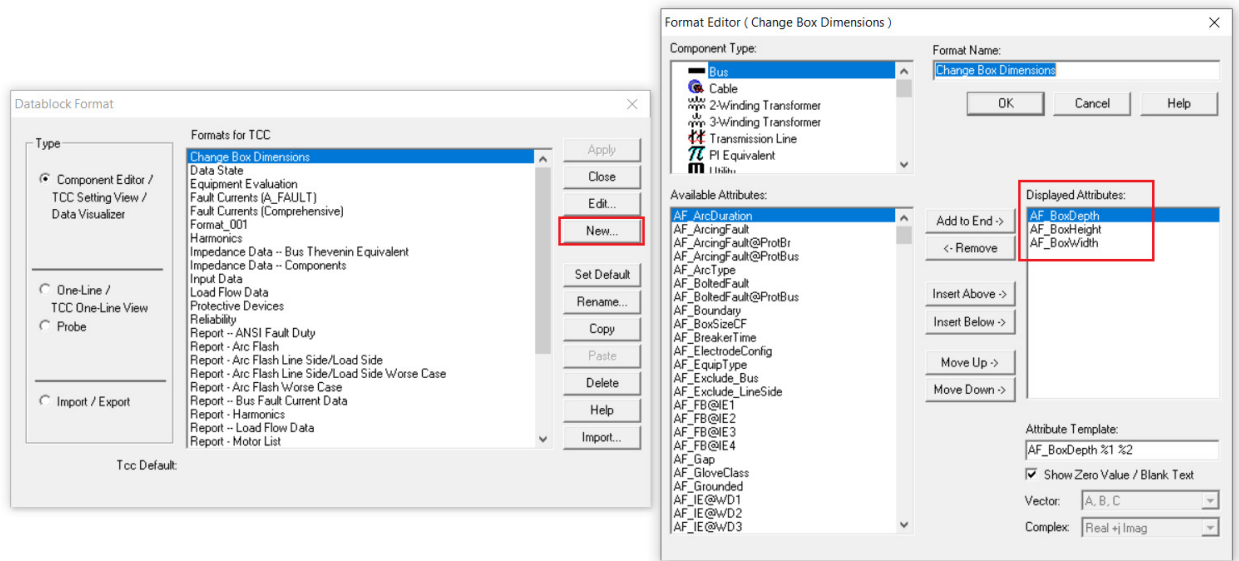 Datablock Format
Type
Component Editor /
TCC Setting View /
Data Visualizer
One-Line /
TCC One-Line View
Probe
Import / Export
Formats for TCC
Change Box Dimensions
Data State
Equipment Evaluation
Fault Currents (A_FAULT)
Fault Currents (Comprehensive)
Format_001
Harmonics
Impedance Data -- Bus Thevenin Equivalent
Impedance Data -- Components
Input Data
Load Flow Data
Protective Devices
Reliability
Report -- ANSI Fault Duty
Report - Arc Flash
Report - Arc Flash Line Side/Load Side
Report - Arc Flash Line Side/Load Side Worse Case
Report - Arc Flash Worse Case
Report -- Bus Fault Current Data
Report - Harmonics
Report -- Load Flow Data
Report - Motor List
Tcc Default:
Apply
Close
Edit...
New...
Set Default
Rename...
Copy
Paste
Delete
Help
Import...
Format Editor ( Change Box Dimensions )
Component Type:
Bus
Cable
2-Winding Transformer
3-Winding Transformer
Transmission Line
PI Equivalent
Utility
Format Name:
Change Box Dimensions
OK
Cancel
Help
Available Attributes:
AF_ArcDuration
AF_ArcingFault
AF_ArcingFault@ProtBr
AF_ArcingFault@ProtBus
AF_ArcType
AF_BoltedFault
AF_BoltedFault@ProtBus
AF_Boundary
AF_BoxSizeCF
AF_BreakerTime
AF_ElectrodeConfig
AF_EquipType
AF_Exclude_Bus
AF_Exclude_LineSide
AF_FB@IE1
AF_FB@IE2
AF_FB@IE3
AF_FB@IE4
AF_Gap
AF_GloveClass
AF_Grounded
AF_IE@WD1
AF_IE@WD2
AF_IE@WD3
Add to End ->
<- Remove
Insert Above ->
Insert Below ->
Move Up ->
Move Down ->
Displayed Attributes:
AF_BoxDepth
AF_BoxHeight
AF_BoxWidth
Attribute Template:
AF_BoxDepth %1 %2
Show Zero Value / Blank Text
Vector:
A, B, C
Complex:
Real +j Imag